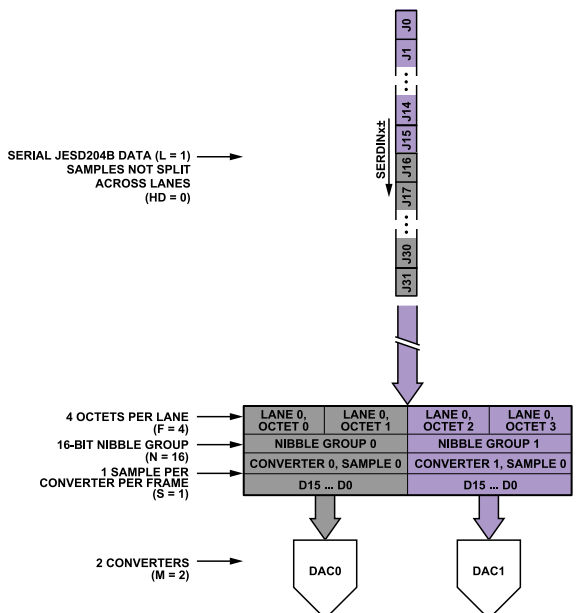 J0
J1
J14
J15
J16
J17
J30
J31
SERDINx±
SERIAL JESD204B DATA (L = 1)
SAMPLES NOT SPLIT
ACROSS LANES
(HD = 0)
4 OCTETS PER LANE
(F = 4)
LANE 0,
OCTET 0
LANE 0,
OCTET 1
LANE 0,
OCTET 2
LANE 0,
OCTET 3
16-BIT NIBBLE GROUP
(N = 16)
NIBBLE GROUP 0
NIBBLE GROUP 1
1 SAMPLE PER
CONVERTER PER FRAME
(S = 1)
CONVERTER 0, SAMPLE 0
CONVERTER 1, SAMPLE 0
D15 ... D0
D15 ... D0
2 CONVERTERS
(M = 2)
DAC0
DAC1